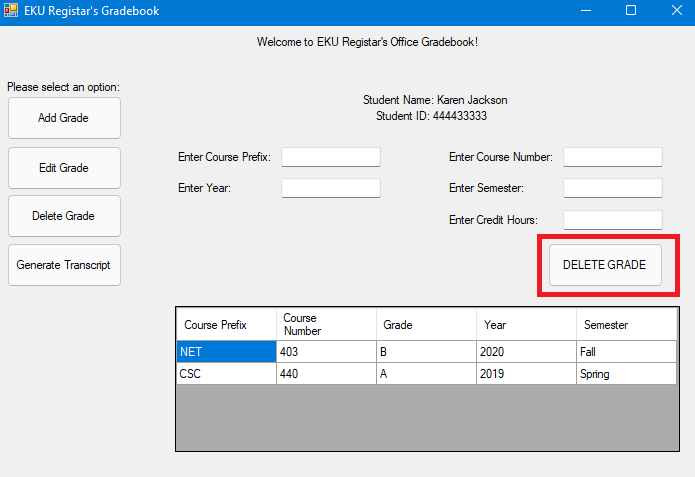 EKU Registar's Gradebook
Welcome to EKU Registar's Office Gradebook!
Please select an option:
Add Grade
Edit Grade
Delete Grade
Generate Transcript
Student Name: Karen Jackson
Student ID: 444433333
Enter Course Prefix:
Enter Course Number:
Enter Year:
Enter Semester:
Enter Credit Hours:
DELETE GRADE
Course Prefix Course Number Grade Year Semester
NET 403 B 2020 Fall
CSC 440 A 2019 Spring